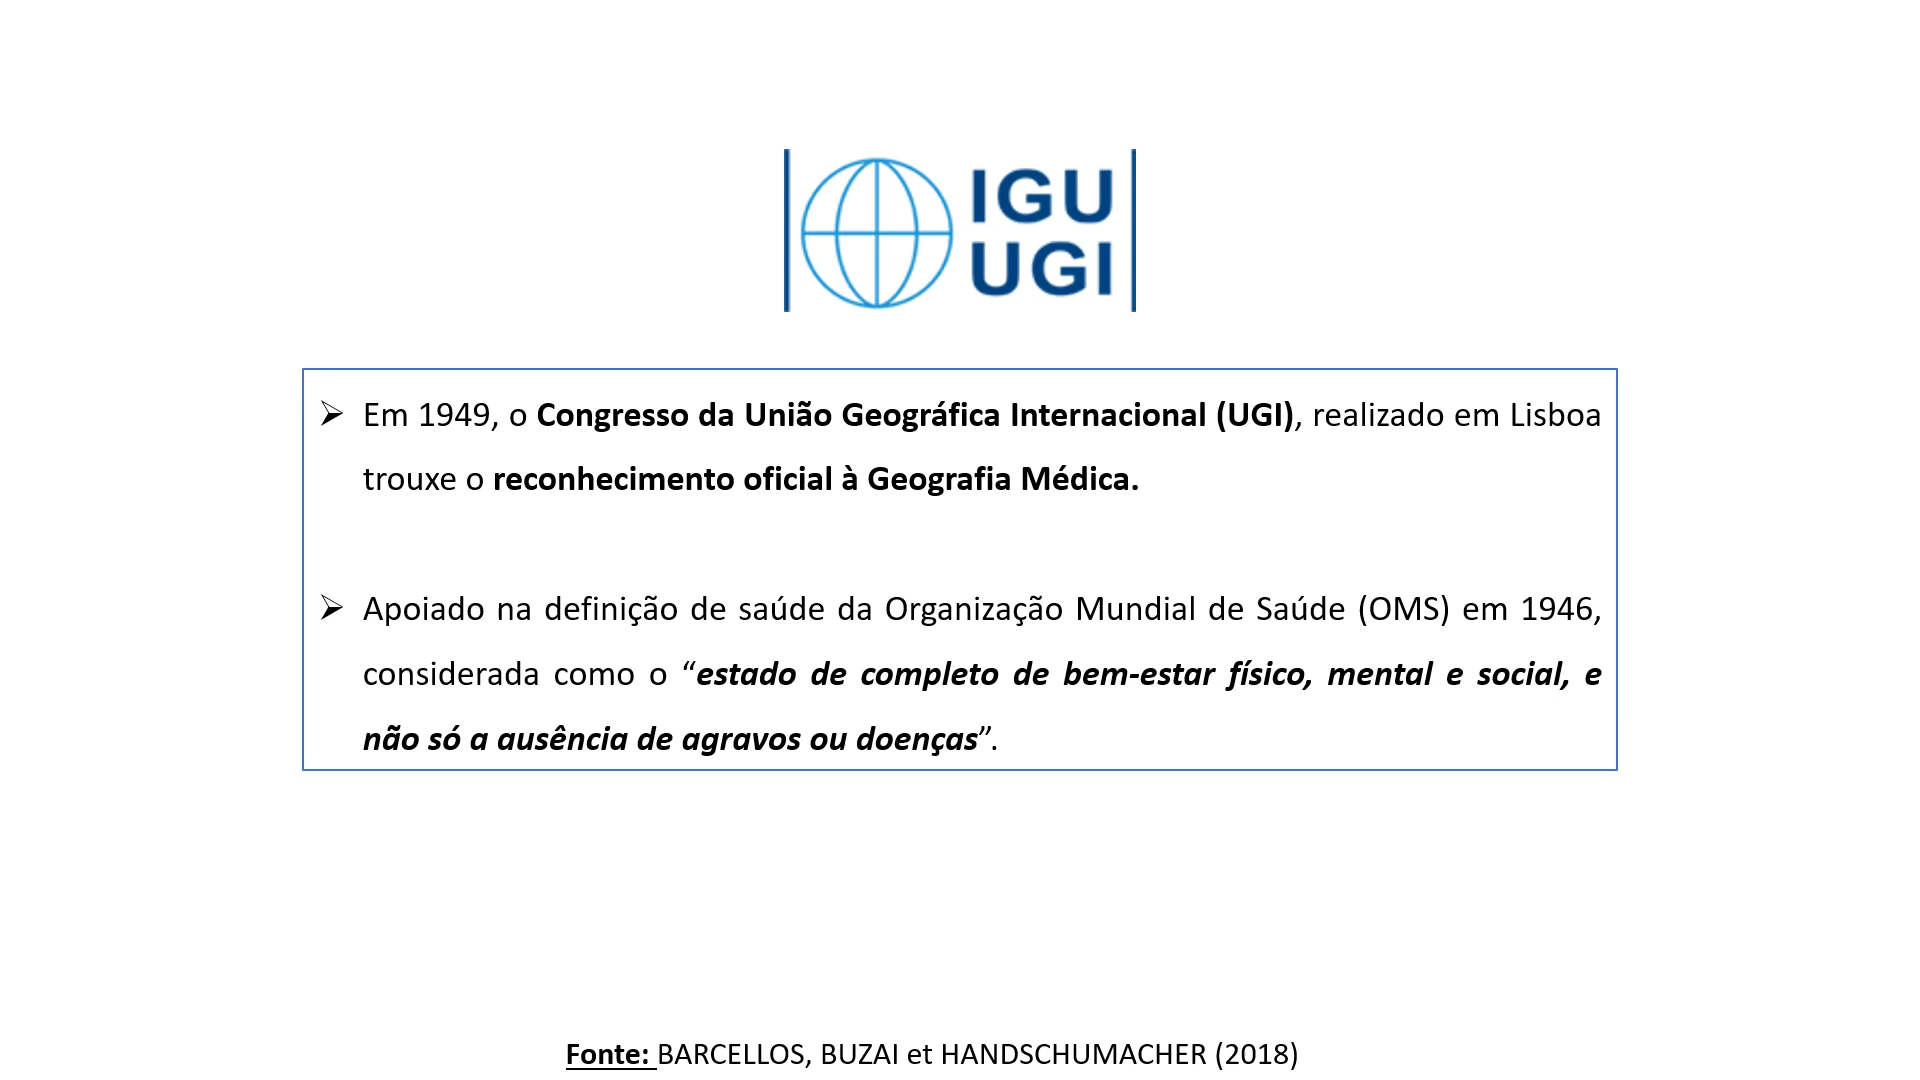 IGU
UGI
➢ Em 1949, o Congresso da União Geográfica Internacional (UGI), realizado em Lisboa
trouxe o reconhecimento oficial à Geografia Médica.
➢ Apoiado na definição de saúde da Organização Mundial de Saúde (OMS) em 1946,
considerada como o “estado de completo de bem-estar físico, mental e social, e
não só a ausência de agravos ou doenças”.
Fonte: BARCELLOS, BUZAI et HANDSCHUMACHER (2018)